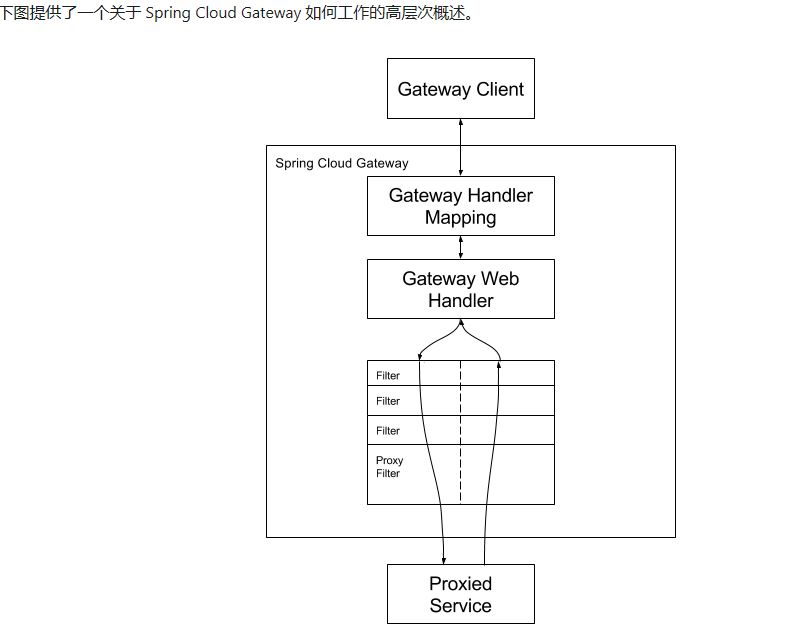 下图提供了一个关于 Spring Cloud Gateway 如何工作的高层次概述。
Gateway Client
Spring Cloud Gateway
Gateway Handler
Mapping
Gateway Web
Handler
Filter
Filter
Filter
Proxy
Filter
Proxied
Service